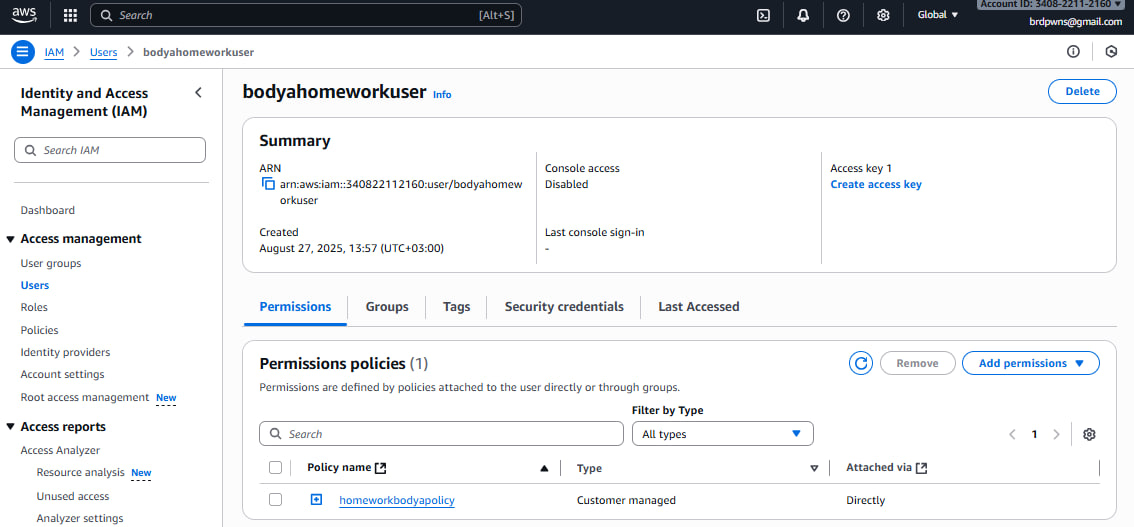 aws
Search [Alt+S]
Global
Account ID: 3408-2211-2160
brdpwns@gmail.com
IAM > Users > bodyahomeworkuser
Identity and Access
Management (IAM)
Search IAM
Dashboard
Access management
User groups
Users
Roles
Policies
Identity providers
Account settings
Root access management New
Access reports
Access Analyzer
Resource analysis New
Unused access
Analyzer settings
bodyahomeworkuser Info
Delete
Summary
ARN
arn:aws:iam::340822112160:user/bodyahomew
orkuser
Created
August 27, 2025, 13:57 (UTC+03:00)
Console access
Disabled
Last console sign-in
-
Access key 1
Create access key
Permissions Groups Tags Security credentials Last Accessed
Permissions policies (1)
Remove
Add permissions
Permissions are defined by policies attached to the user directly or through groups.
Filter by Type
Search
All types
1
Policy name Type Attached via
homeworkbodyapolicy Customer managed Directly